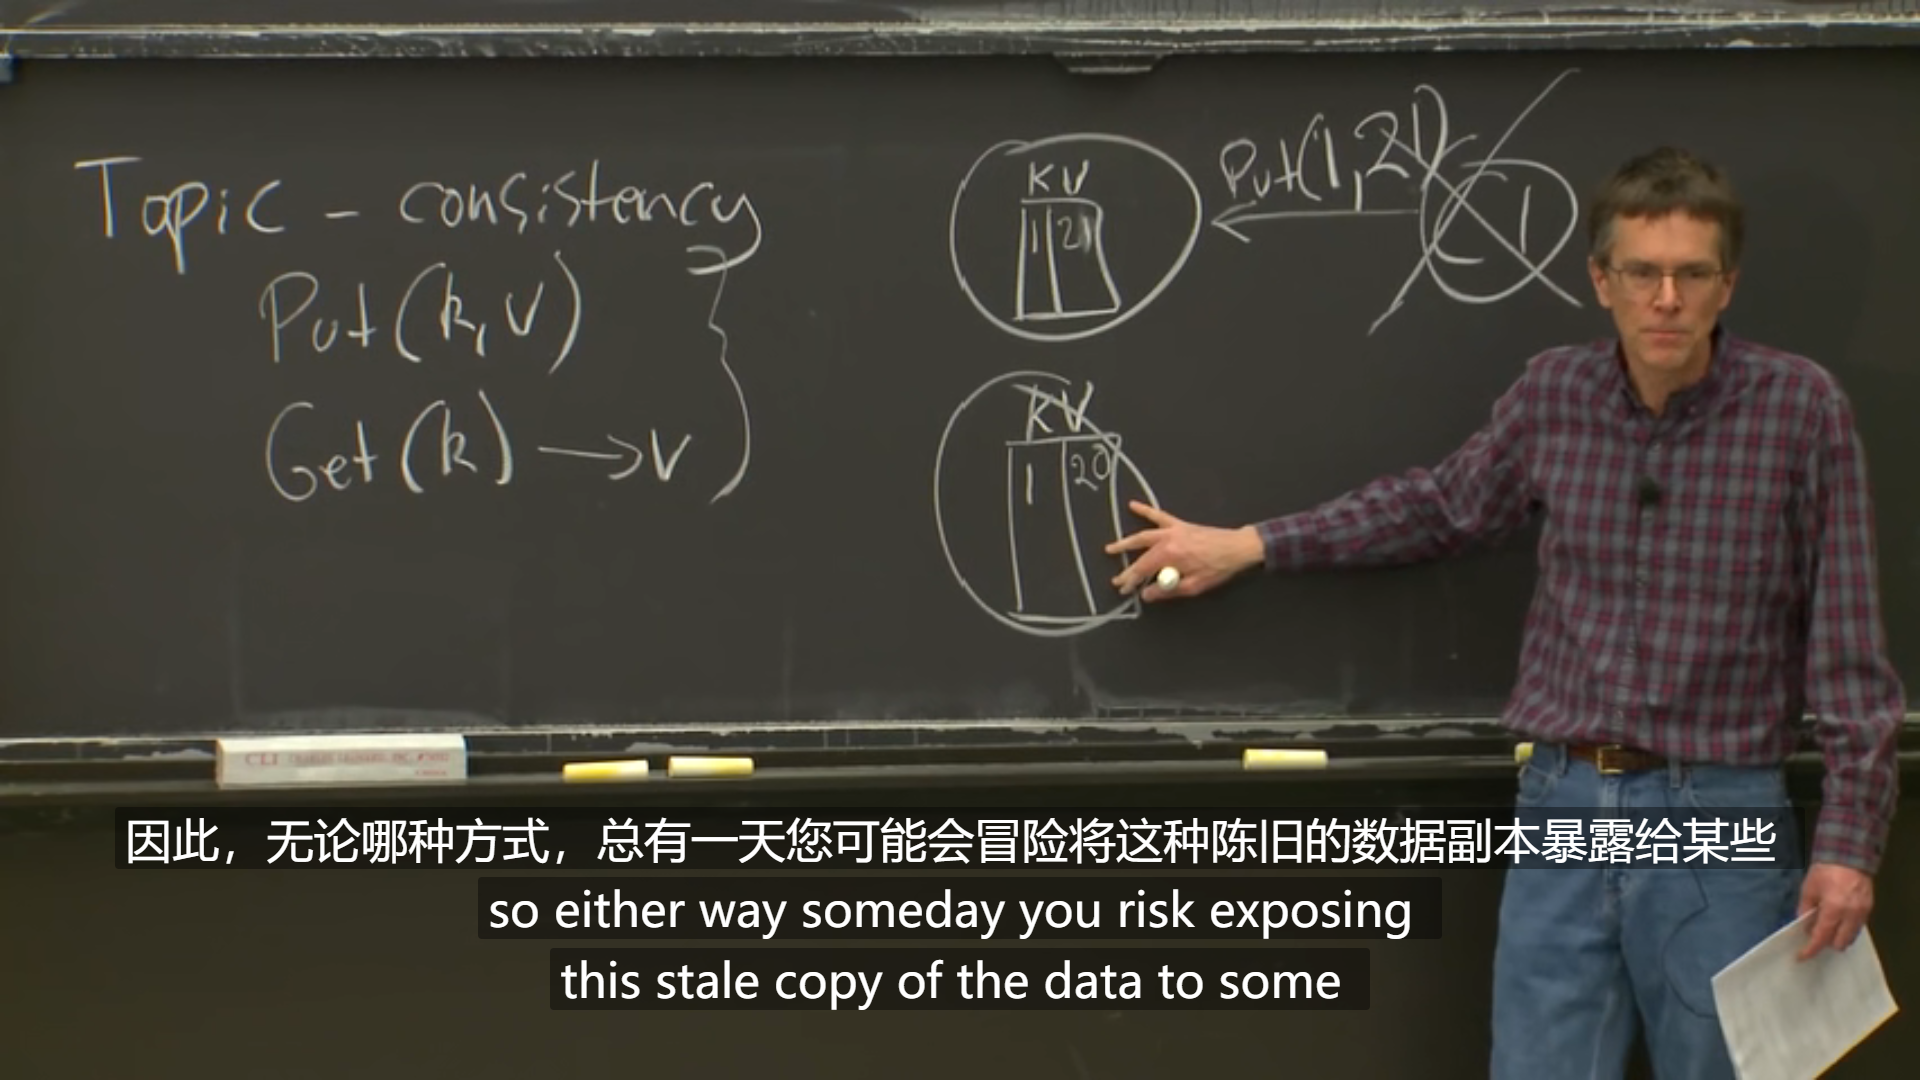 Topic - consistency
Put(k,v)
Get(k) → v
K V
1 21
Put(1,21)
C1
K V
1 20
CLI
因此，无论哪种方式，总有一天您可能会冒险将这种陈旧的数据副本暴露给某些
so either way someday you risk exposing
this stale copy of the data to some